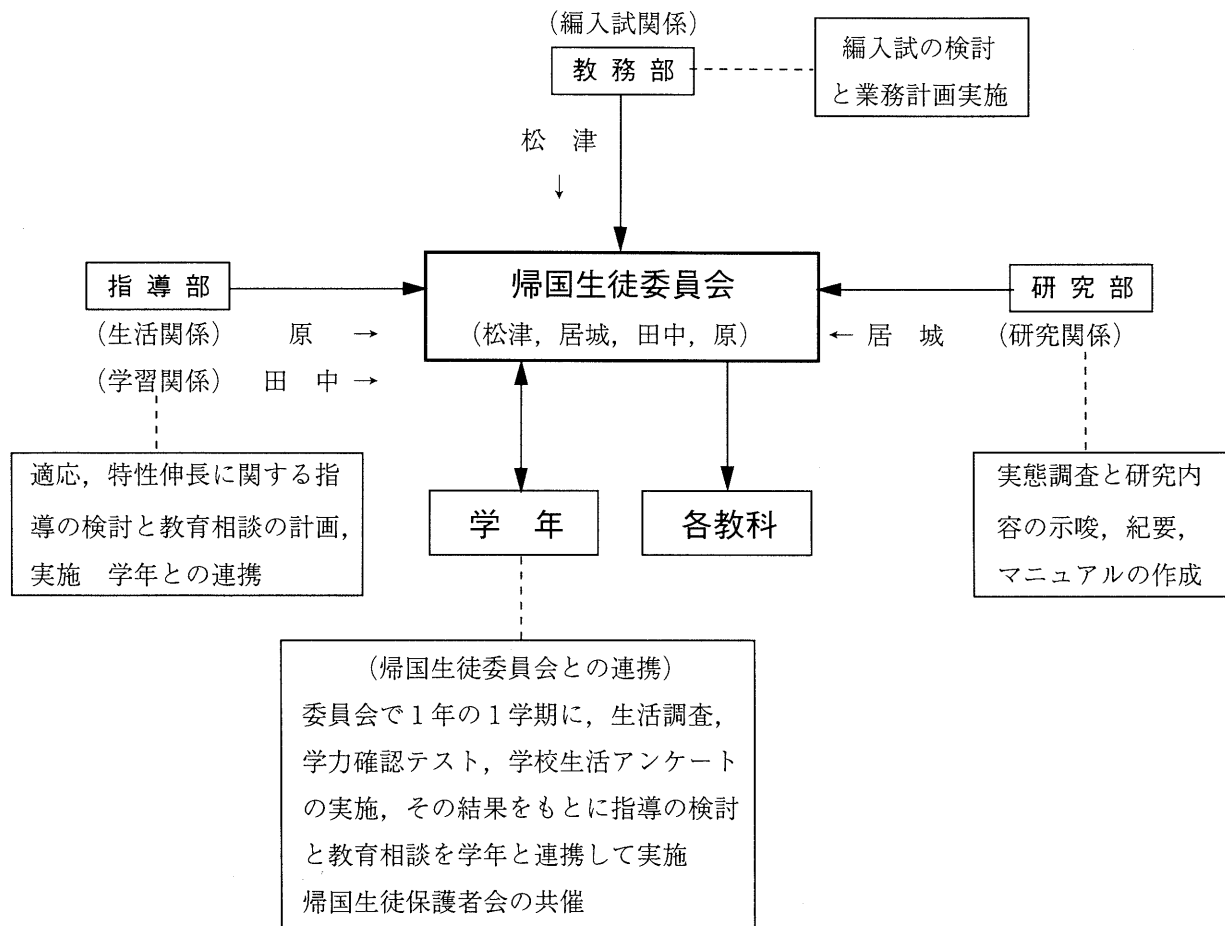 (編入試関係)
教務部
編入試の検討
と業務計画実施
松津
↓
指導部
帰国生徒委員会
研究部
(生活関係) 原 →
(松津，居城，田中，原)
← 居城 (研究関係)
(学習関係) 田中 →
適応，特性伸長に関する指
導の検討と教育相談の計画，
実施 学年との連携
学年
各教科
実態調査と研究内
容の示唆，紀要，
マニュアルの作成
(帰国生徒委員会との連携)
委員会で１年の１学期に，生活調査，
学力確認テスト，学校生活アンケート
の実施，その結果をもとに指導の検討
と教育相談を学年と連携して実施
帰国生徒保護者会の共催